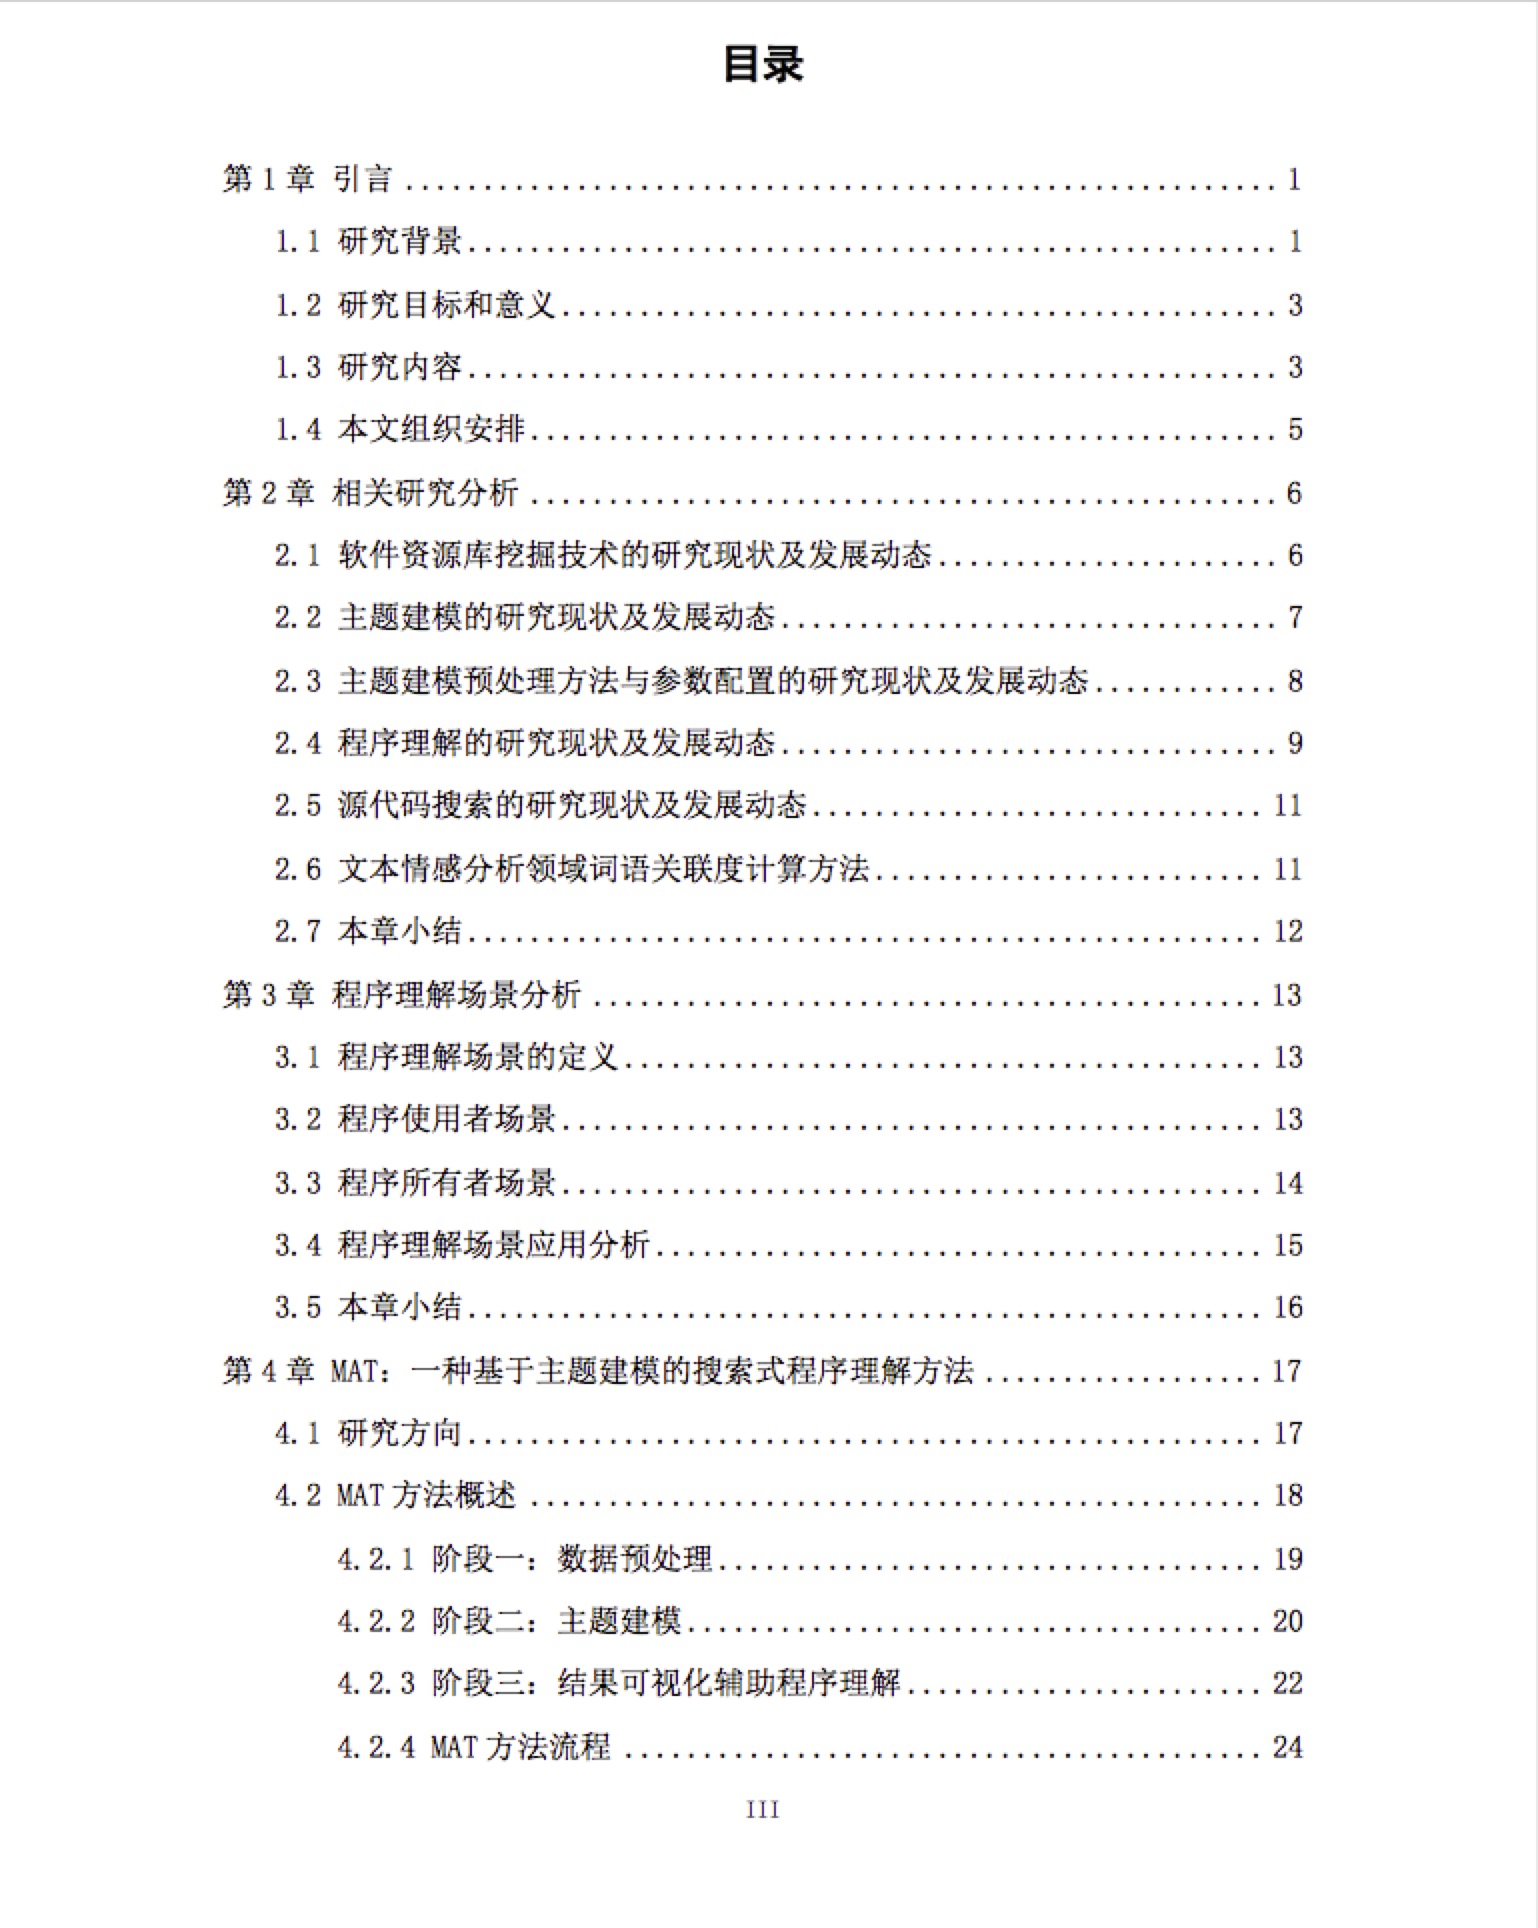 目录
第 1 章 引言 ........................................................ 1
1.1 研究背景.................................................... 1
1.2 研究目标和意义.............................................. 3
1.3 研究内容.................................................... 3
1.4 本文组织安排................................................ 5
第 2 章 相关研究分析 ................................................ 6
2.1 软件资源库挖掘技术的研究现状及发展动态...................... 6
2.2 主题建模的研究现状及发展动态................................ 7
2.3 主题建模预处理方法与参数配置的研究现状及发展动态............ 8
2.4 程序理解的研究现状及发展动态................................ 9
2.5 源代码搜索的研究现状及发展动态............................. 11
2.6 文本情感分析领域词语关联度计算方法......................... 11
2.7 本章小结................................................... 12
第 3 章 程序理解场景分析 ........................................... 13
3.1 程序理解场景的定义......................................... 13
3.2 程序使用者场景............................................. 13
3.3 程序所有者场景............................................. 14
3.4 程序理解场景应用分析....................................... 15
3.5 本章小结................................................... 16
第 4 章 MAT：一种基于主题建模的搜索式程序理解方法 .................. 17
4.1 研究方向................................................... 17
4.2 MAT 方法概述 ............................................... 18
4.2.1 阶段一：数据预处理................................... 19
4.2.2 阶段二：主题建模..................................... 20
4.2.3 阶段三：结果可视化辅助程序理解....................... 22
4.2.4 MAT 方法流程 ......................................... 24
III